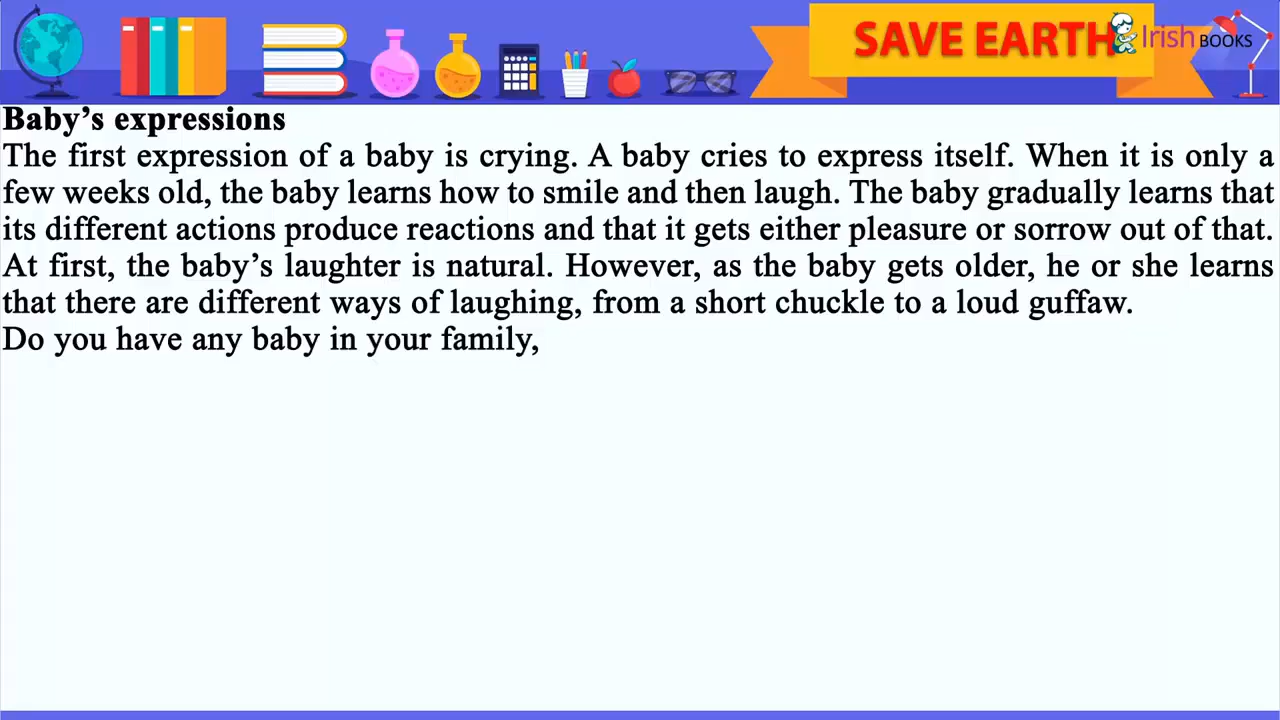 SAVE EARTH
Irish BOOKS
Baby’s expressions
The first expression of a baby is crying. A baby cries to express itself. When it is only a
few weeks old, the baby learns how to smile and then laugh. The baby gradually learns that
its different actions produce reactions and that it gets either pleasure or sorrow out of that.
At first, the baby’s laughter is natural. However, as the baby gets older, he or she learns
that there are different ways of laughing, from a short chuckle to a loud guffaw.
Do you have any baby in your family,